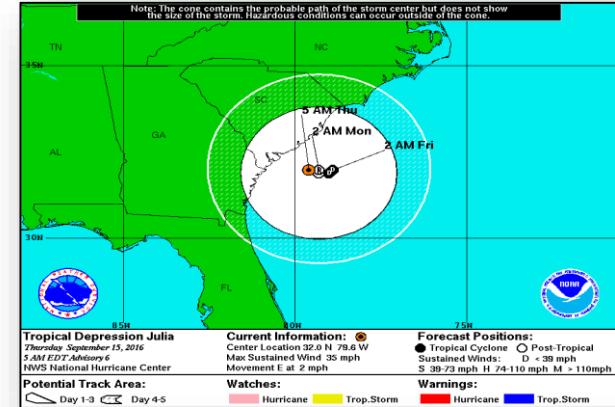 Note: The cone contains the probable path of the storm center but does not show
the size of the storm. Hazardous conditions can occur outside of the cone.
TN
NC
35N
SC
5 AM Thu
2 AM Mon
2 AM Fri
GA
AL
D
30N
FL
NOAA
85W
80W
75W
Tropical Depression Julia
Thursday September 15, 2016
5 AM EDT Advisory 6
NWS National Hurricane Center
Current Information:
Center Location 32.0 N 79.6 W
Max Sustained Wind 35 mph
Movement E at 2 mph
Forecast Positions:
Tropical Cyclone Post-Tropical
Sustained Winds: D < 39 mph
S 39-73 mph H 74-110 mph M > 110mph
Potential Track Area:
Day 1-3 Day 4-5
Watches:
Hurricane Trop.Storm
Warnings:
Hurricane Trop.Storm